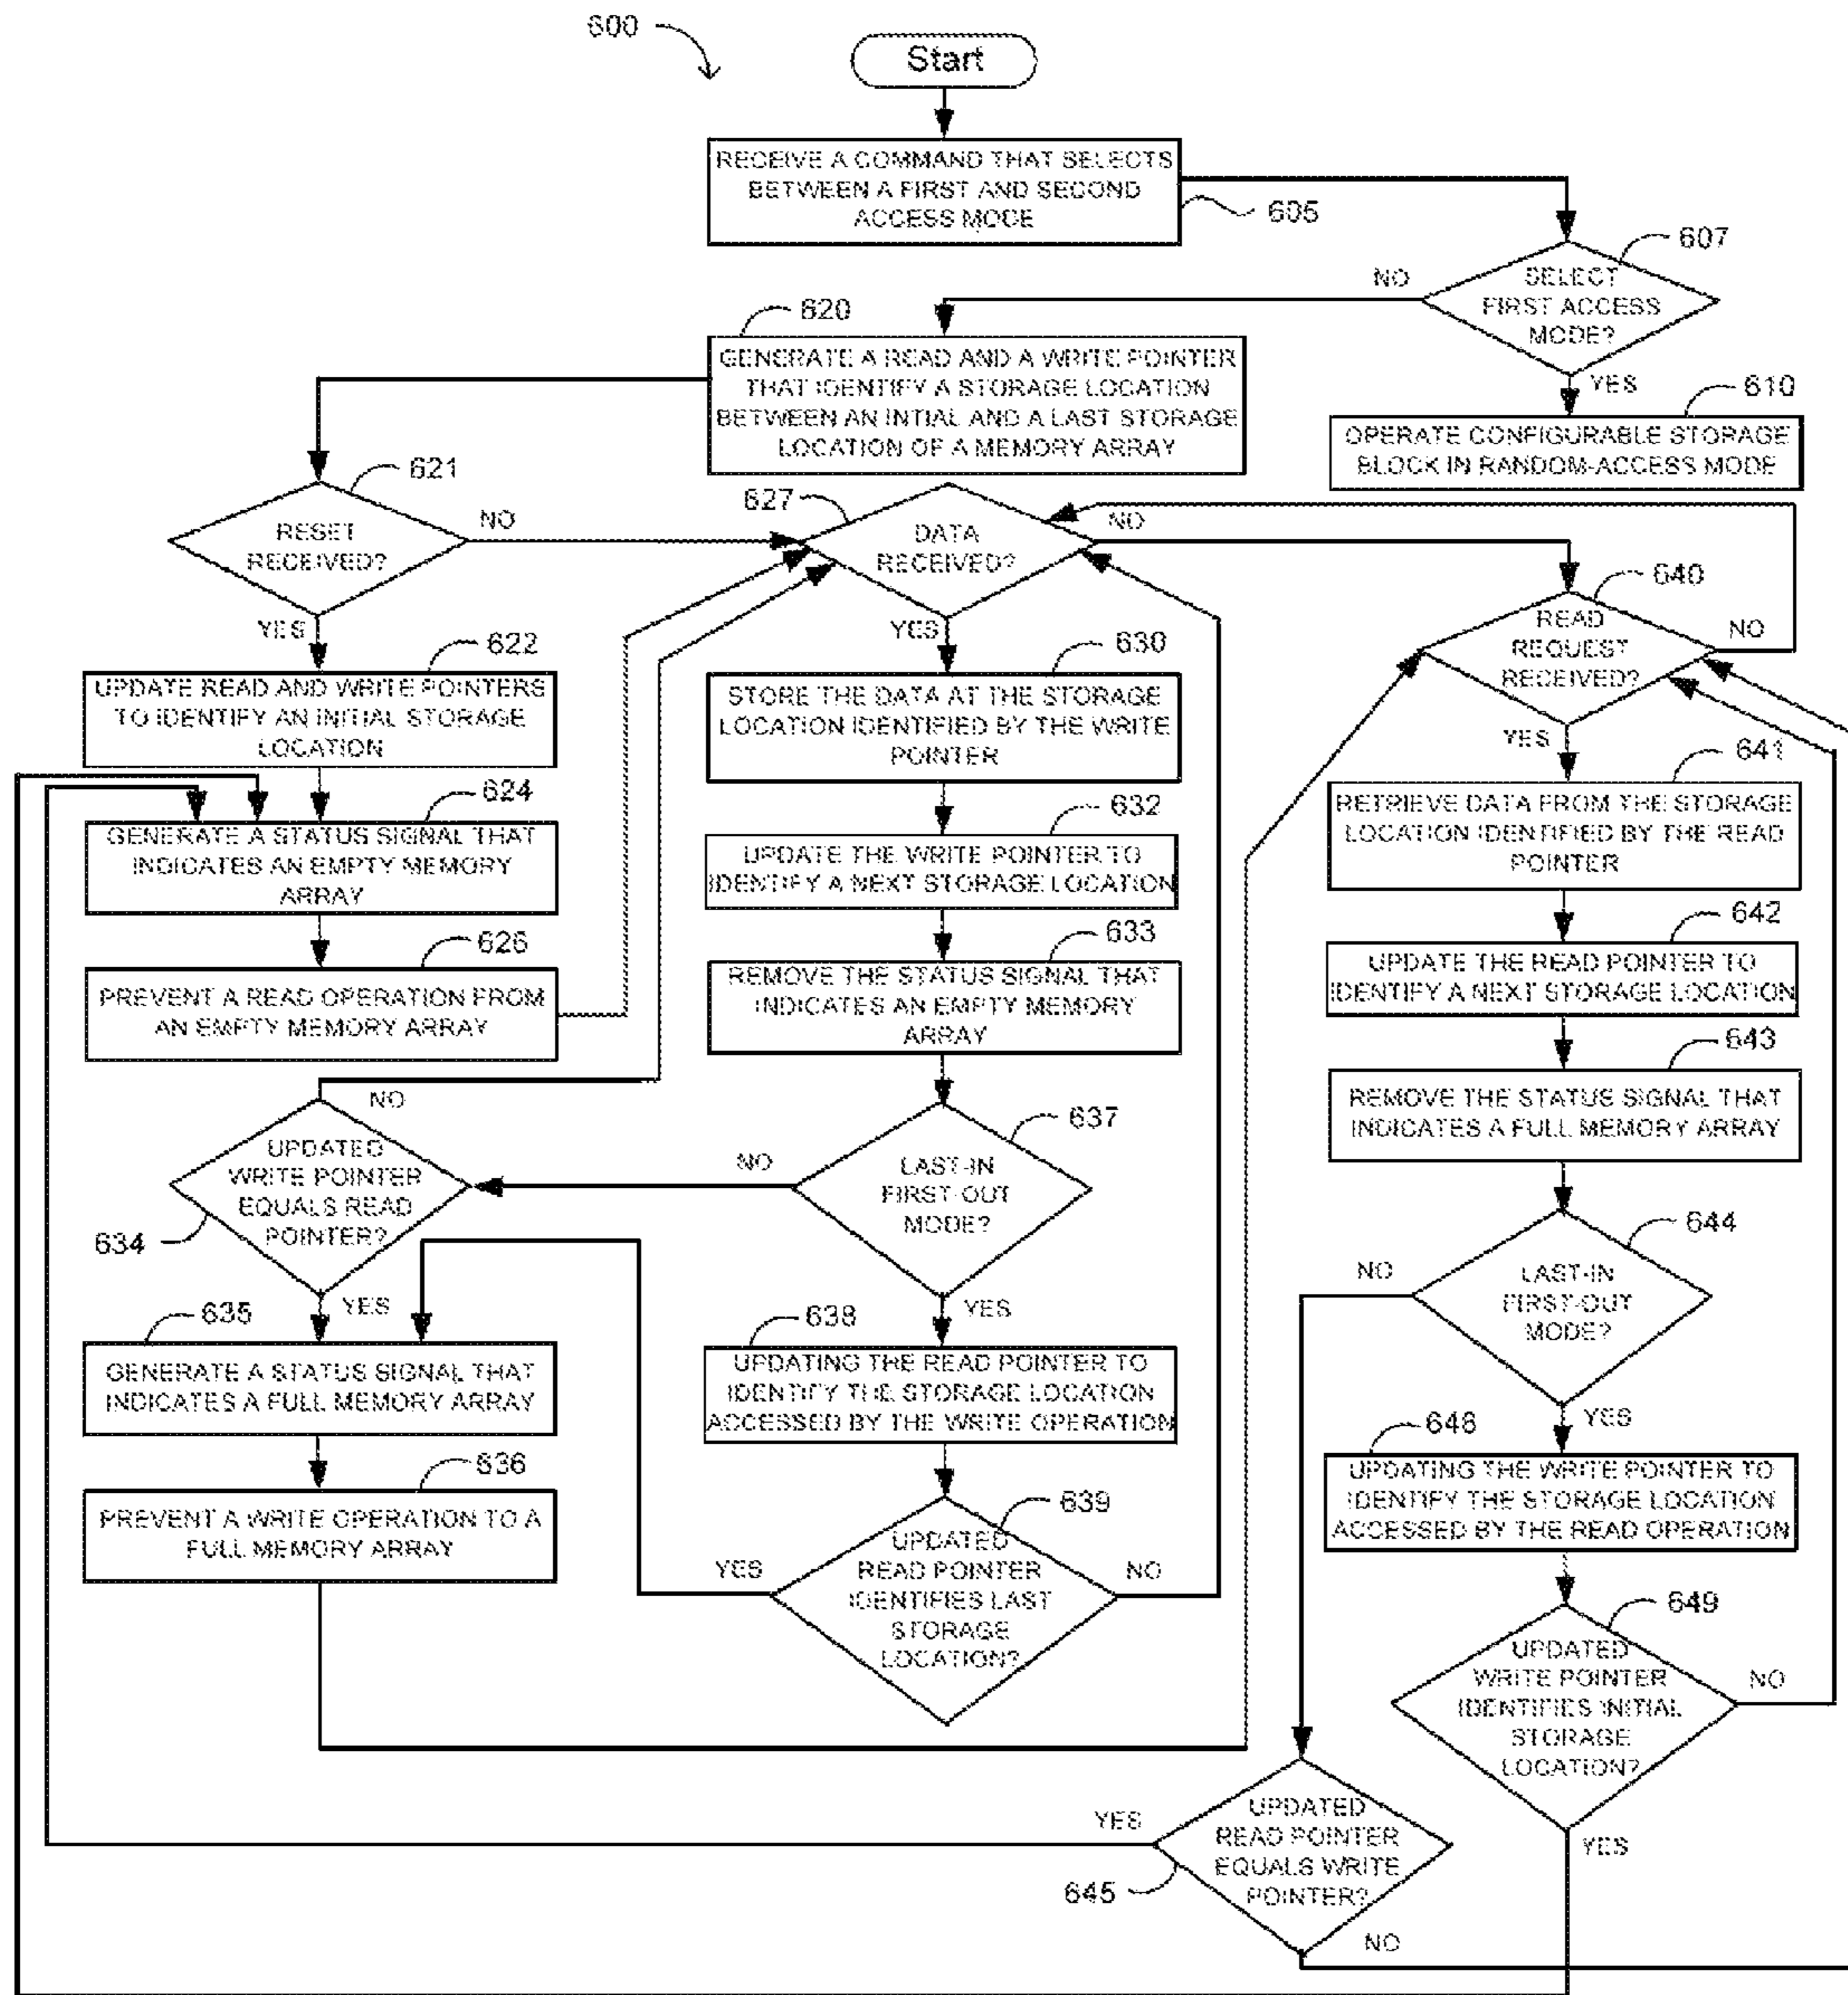 600
Start
RECEIVE A COMMAND THAT SELECTS
BETWEEN A FIRST AND SECOND
ACCESS MODE
605
607
SELECT
FIRST ACCESS
MODE?
NO
YES
620
GENERATE A READ AND A WRITE POINTER
THAT IDENTIFY A STORAGE LOCATION
BETWEEN AN INTIAL AND A LAST STORAGE
LOCATION OF A MEMORY ARRAY
610
OPERATE CONFIGURABLE STORAGE
BLOCK IN RANDOM-ACCESS MODE
621
RESET
RECEIVED?
NO
YES
627
DATA
RECEIVED?
NO
YES
640
READ
REQUEST
RECEIVED?
NO
YES
622
UPDATE READ AND WRITE POINTERS
TO IDENTIFY AN INITIAL STORAGE
LOCATION
624
GENERATE A STATUS SIGNAL THAT
INDICATES AN EMPTY MEMORY
ARRAY
626
PREVENT A READ OPERATION FROM
AN EMPTY MEMORY ARRAY
630
STORE THE DATA AT THE STORAGE
LOCATION IDENTIFIED BY THE WRITE
POINTER
632
UPDATE THE WRITE POINTER TO
IDENTIFY A NEXT STORAGE LOCATION
633
REMOVE THE STATUS SIGNAL THAT
INDICATES AN EMPTY MEMORY
ARRAY
641
RETRIEVE DATA FROM THE STORAGE
LOCATION IDENTIFIED BY THE READ
POINTER
642
UPDATE THE READ POINTER TO
IDENTIFY A NEXT STORAGE LOCATION
643
REMOVE THE STATUS SIGNAL THAT
INDICATES A FULL MEMORY ARRAY
NO
UPDATED
WRITE POINTER
EQUALS READ
POINTER?
634
YES
637
LAST-IN
FIRST-OUT
MODE?
NO
YES
644
LAST-IN
FIRST-OUT
MODE?
NO
YES
635
GENERATE A STATUS SIGNAL THAT
INDICATES A FULL MEMORY ARRAY
636
PREVENT A WRITE OPERATION TO A
FULL MEMORY ARRAY
638
UPDATING THE READ POINTER TO
IDENTIFY THE STORAGE LOCATION
ACCESSED BY THE WRITE OPERATION
639
UPDATED
READ POINTER
IDENTIFIES LAST
STORAGE
LOCATION?
YES
NO
648
UPDATING THE WRITE POINTER TO
IDENTIFY THE STORAGE LOCATION
ACCESSED BY THE READ OPERATION
649
UPDATED
WRITE POINTER
IDENTIFIES INITIAL
STORAGE
LOCATION?
NO
YES
YES
UPDATED
READ POINTER
EQUALS WRITE
POINTER?
645
NO